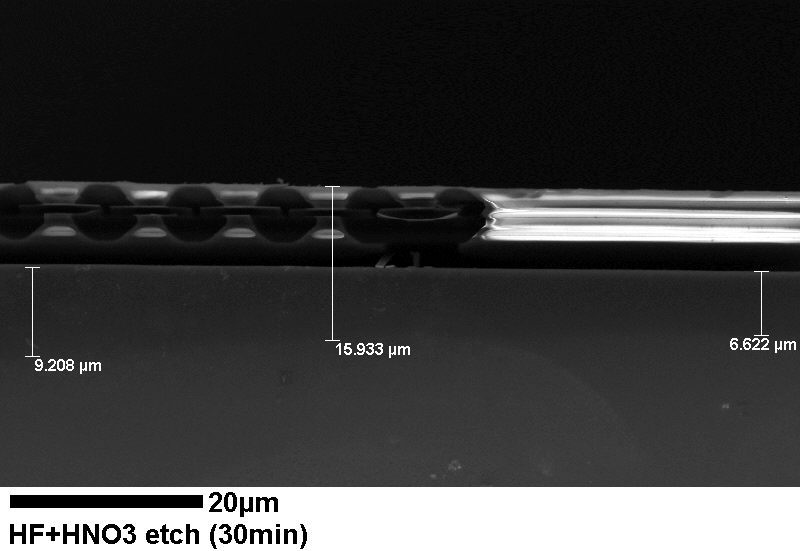 15.933 µm
6.622 µm
9.208 µm
20µm
HF+HNO3 etch (30min)